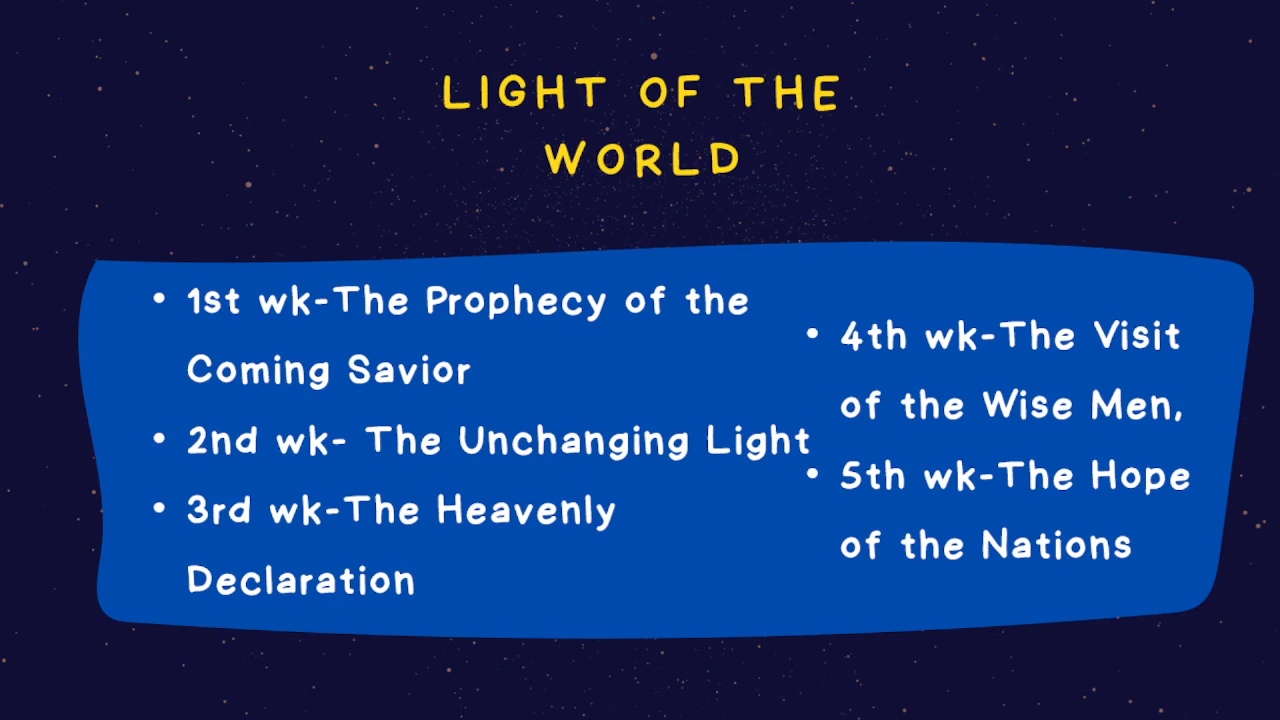 LIGHT OF THE
WORLD
• 1st wk-The Prophecy of the
Coming Savior
• 2nd wk- The Unchanging Light
• 3rd wk-The Heavenly
Declaration
• 4th wk-The Visit
of the Wise Men,
• 5th wk-The Hope
of the Nations